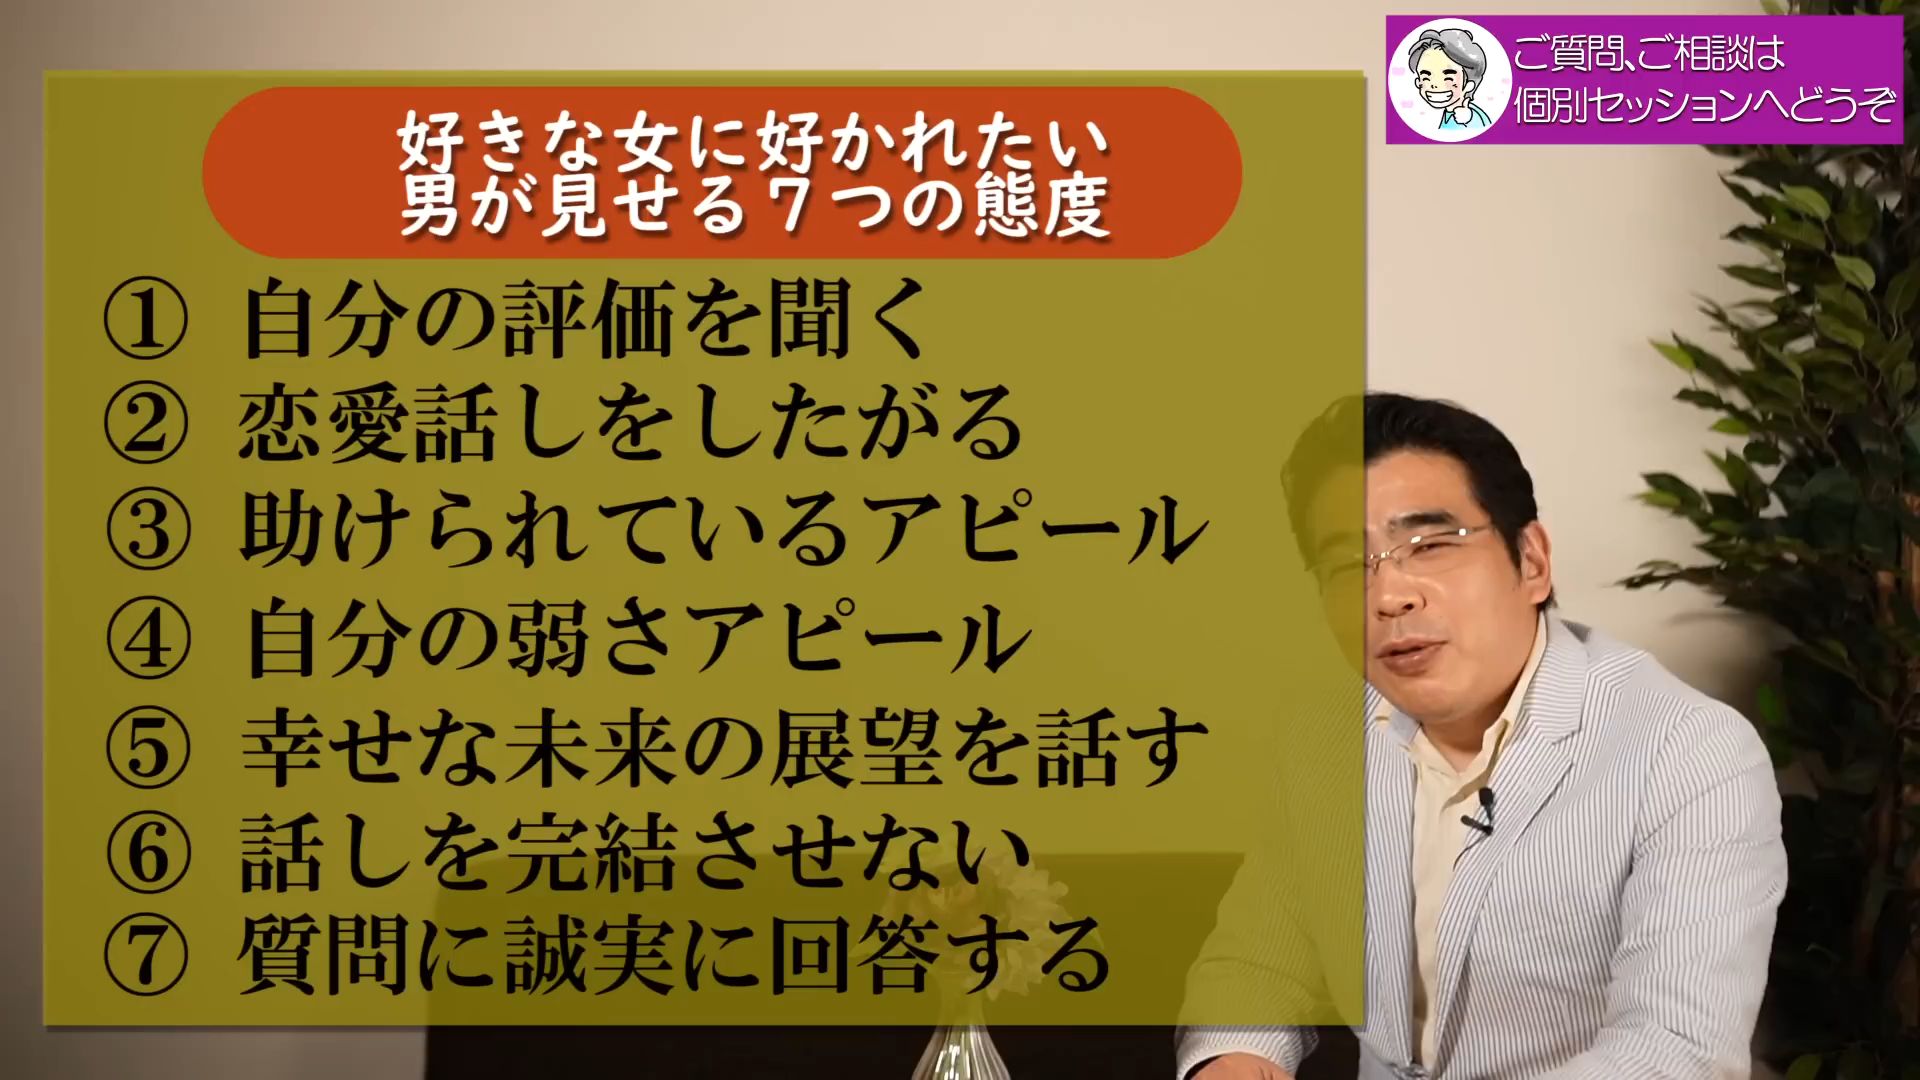 ご質問、ご相談は
個別セッションへどうぞ
好きな女に好かれたい
男が見せる7つの態度
① 自分の評価を聞く
② 恋愛話しをしたがる
③ 助けられているアピール
④ 自分の弱さアピール
⑤ 幸せな未来の展望を話す
⑥ 話しを完結させない
⑦ 質問に誠実に回答する